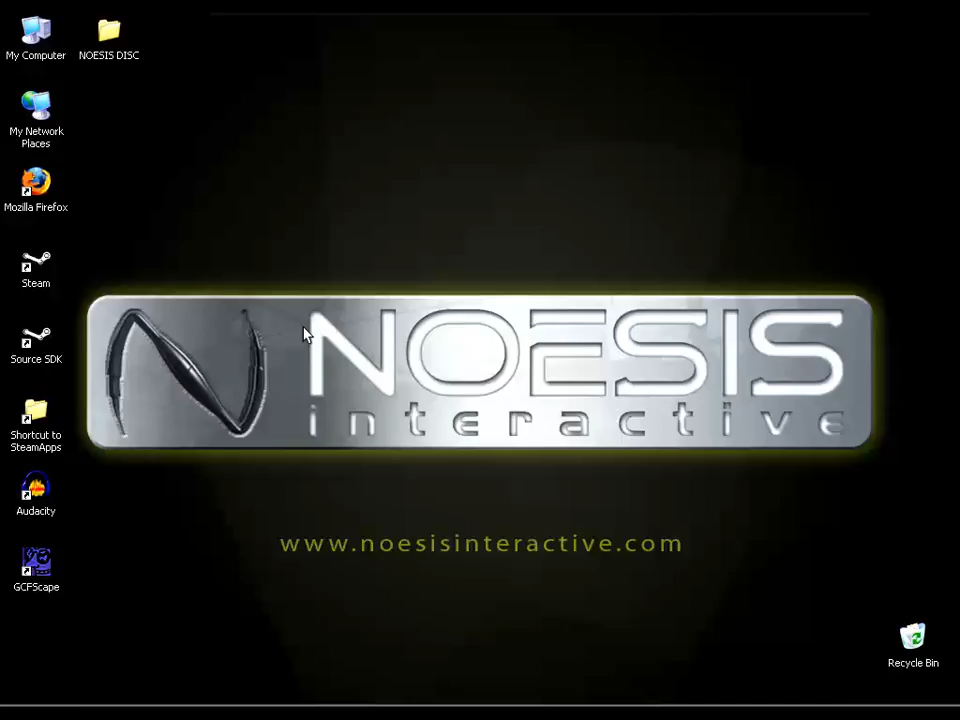 My Computer
NOESIS DISC
My Network
Places
Mozilla Firefox
Steam
Source SDK
Shortcut to
SteamApps
Audacity
GCFScape
NOESIS
interactive
www.noesisinteractive.com
Recycle Bin